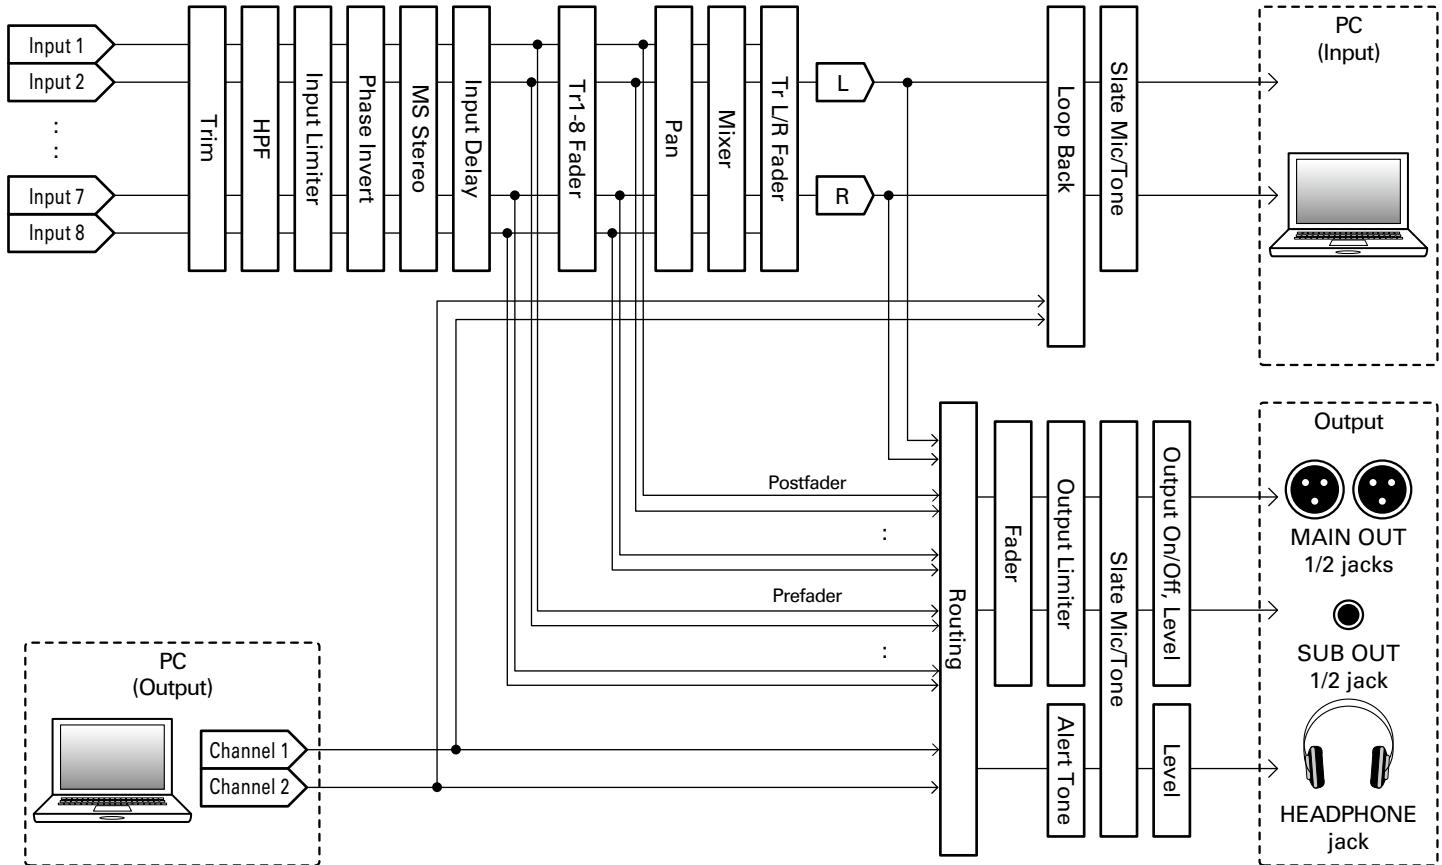 Input 1
Input 2
:
:
Input 7
Input 8
Trim
HPF
Input Limiter
Phase Invert
MS Stereo
Input Delay
Tr1-8 Fader
Pan
Mixer
Tr L/R Fader
L
R
Loop Back
Slate Mic/Tone
PC
(Input)
Postfader
:
Prefader
:
Routing
Fader
Output Limiter
Alert Tone
Slate Mic/Tone
Output On/Off, Level
Level
Output
MAIN OUT
1/2 jacks
SUB OUT
1/2 jack
HEADPHONE
jack
PC
(Output)
Channel 1
Channel 2